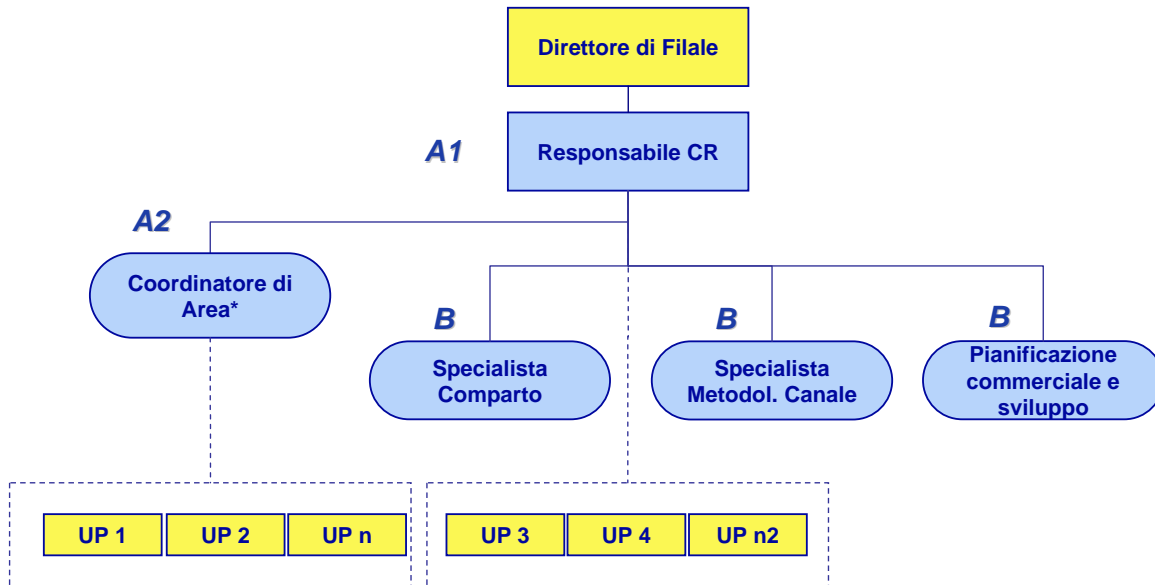 Direttore di Filale
A1
Responsabile CR
A2
Coordinatore di
Area*
B
Specialista
Comparto
B
Specialista
Metodol. Canale
B
Pianificazione
commerciale e
sviluppo
UP 1
UP 2
UP n
UP 3
UP 4
UP n2